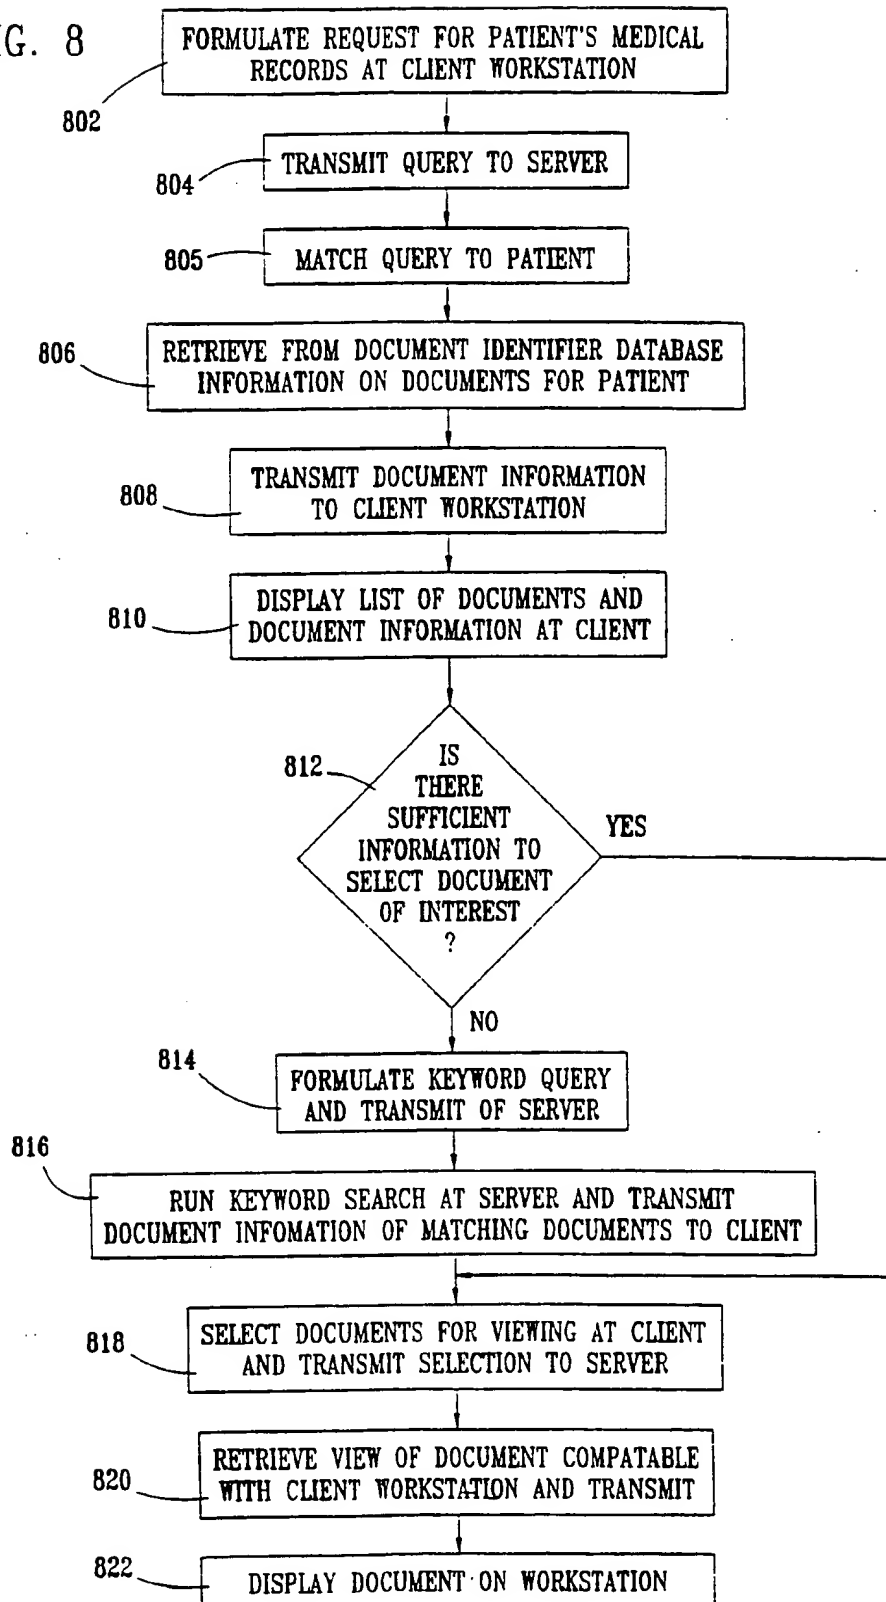 IG. 8
FORMULATE REQUEST FOR PATIENT'S MEDICAL
RECORDS AT CLIENT WORKSTATION
802
TRANSMIT QUERY TO SERVER
804
MATCH QUERY TO PATIENT
805
RETRIEVE FROM DOCUMENT IDENTIFIER DATABASE
INFORMATION ON DOCUMENTS FOR PATIENT
806
TRANSMIT DOCUMENT INFORMATION
TO CLIENT WORKSTATION
808
DISPLAY LIST OF DOCUMENTS AND
DOCUMENT INFORMATION AT CLIENT
810
812
IS
THERE
SUFFICIENT
INFORMATION TO
SELECT DOCUMENT
OF INTEREST
?
YES
NO
814
FORMULATE KEYWORD QUERY
AND TRANSMIT OF SERVER
816
RUN KEYWORD SEARCH AT SERVER AND TRANSMIT
DOCUMENT INFOMATION OF MATCHING DOCUMENTS TO CLIENT
818
SELECT DOCUMENTS FOR VIEWING AT CLIENT
AND TRANSMIT SELECTION TO SERVER
820
RETRIEVE VIEW OF DOCUMENT COMPATABLE
WITH CLIENT WORKSTATION AND TRANSMIT
822
DISPLAY DOCUMENT ON WORKSTATION